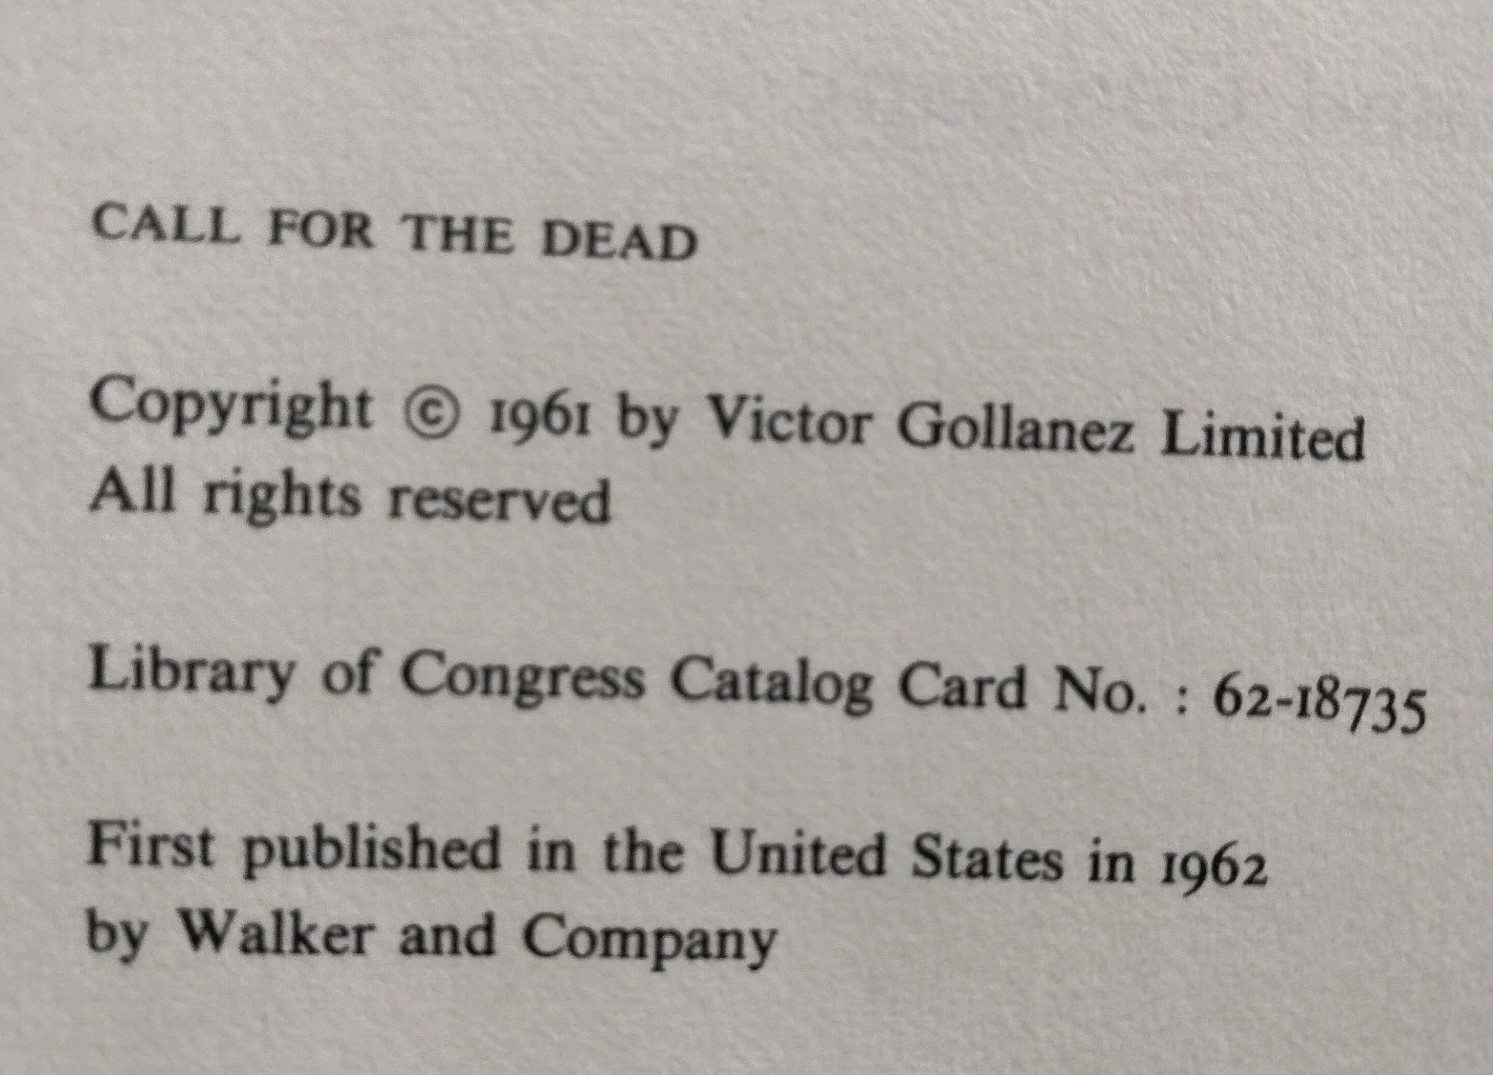 CALL FOR THE DEAD
Copyright © 1961 by Victor Gollanez Limited
All rights reserved
Library of Congress Catalog Card No. : 62-18735
First published in the United States in 1962
by Walker and Company